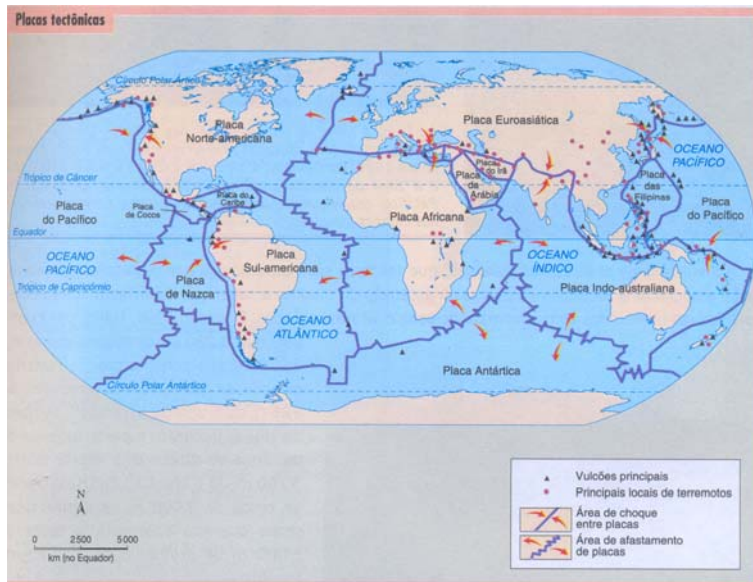 Placas tectônicas
Círculo Polar Ártico
Placa
Norte-americana
Placa Euroasiática
OCEANO
PACÍFICO
Trópico de Câncer
Placa
do Pacífico
Placa
de Cocos
Placa do
Caribe
Placa
da
Arábia
Placa
do Irã
Placa
das
Filipinas
Placa
do Pacífico
Placa Africana
Equador
OCEANO
PACÍFICO
Placa
de Nazca
Placa
Sul-americana
OCEANO
ÍNDICO
Placa Indo-australiana
Trópico de Capricórnio
OCEANO
ATLÂNTICO
Placa Antártica
Círculo Polar Antártico
N
0 2500 5000
km (no Equador)
Vulcões principais
Principais locais de terremotos
Área de choque
entre placas
Área de afastamento
de placas